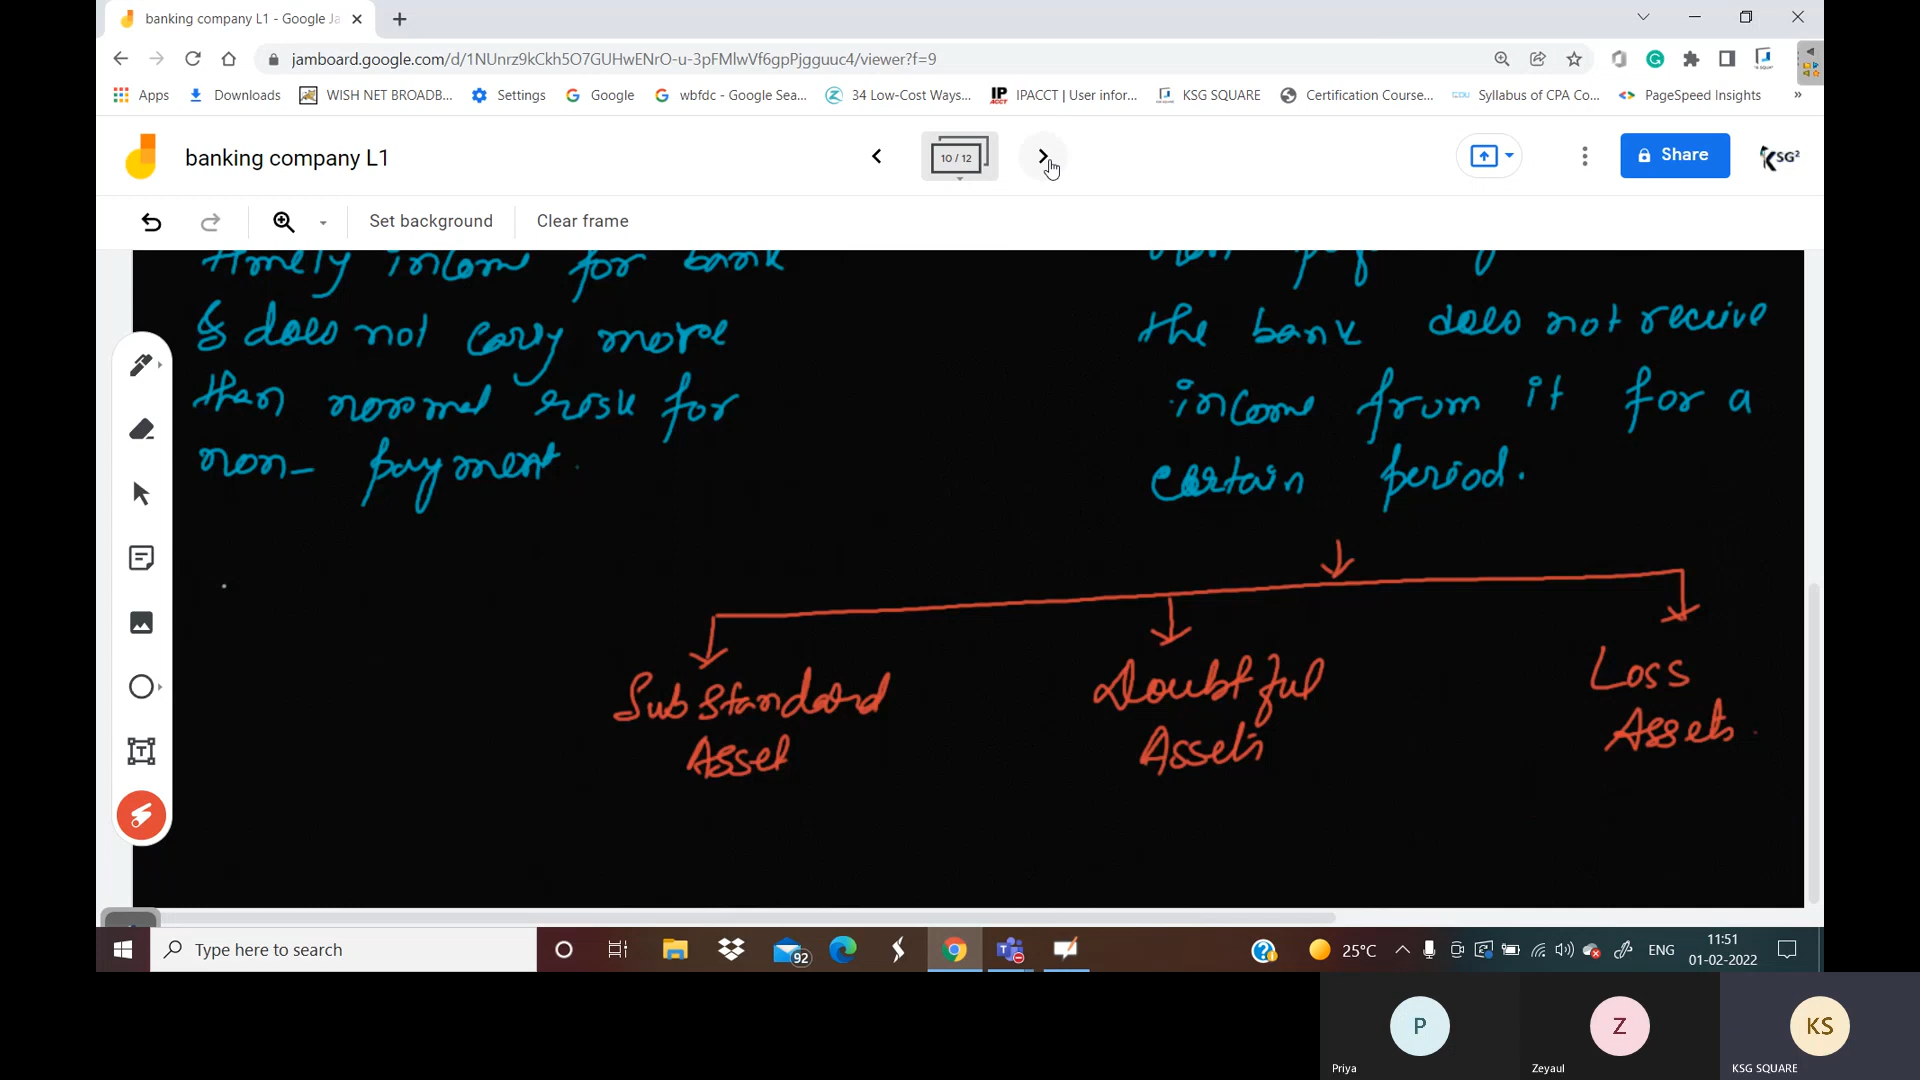 banking company L1 - Google Ja
jamboard.google.com/d/1NUnrz9kCkh5O7GUHwENrO-u-3pFMlwVf6gpPjgguuc4/viewer?f=9
Apps Downloads WISH NET BROADB... Settings Google wbfdc - Google Sea... 34 Low-Cost Ways... IPACCT | User infor... KSG SQUARE Certification Course... Syllabus of CPA Co... PageSpeed Insights »
banking company L1
10 / 12
Share
KSG²
Set background Clear frame
timely income for bank
& does not carry more
than normal risk for
non- payment.
the bank does not receive
income from it for a
certain period.
Sub Standard
Asset
Doubtful
Assets
Loss
Assets.
Type here to search
92
25°C
ENG
11:51
01-02-2022
P
Priya
Z
Zeyaul
KS
KSG SQUARE